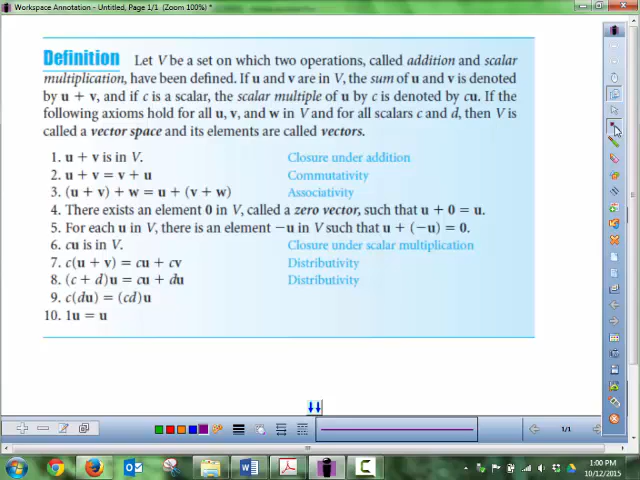 Workspace Annotation - Untitled, Page 1/1 (Zoom 100%) *
Definition Let V be a set on which two operations, called addition and scalar
multiplication, have been defined. If u and v are in V, the sum of u and v is denoted
by u + v, and if c is a scalar, the scalar multiple of u by c is denoted by cu. If the
following axioms hold for all u, v, and w in V and for all scalars c and d, then V is
called a vector space and its elements are called vectors.
1. u + v is in V. Closure under addition
2. u + v = v + u Commutativity
3. (u + v) + w = u + (v + w) Associativity
4. There exists an element 0 in V, called a zero vector, such that u + 0 = u.
5. For each u in V, there is an element −u in V such that u + (−u) = 0.
6. cu is in V. Closure under scalar multiplication
7. c(u + v) = cu + cv Distributivity
8. (c + d)u = cu + du Distributivity
9. c(du) = (cd)u
10. 1u = u
1/1
1:00 PM
10/12/2015